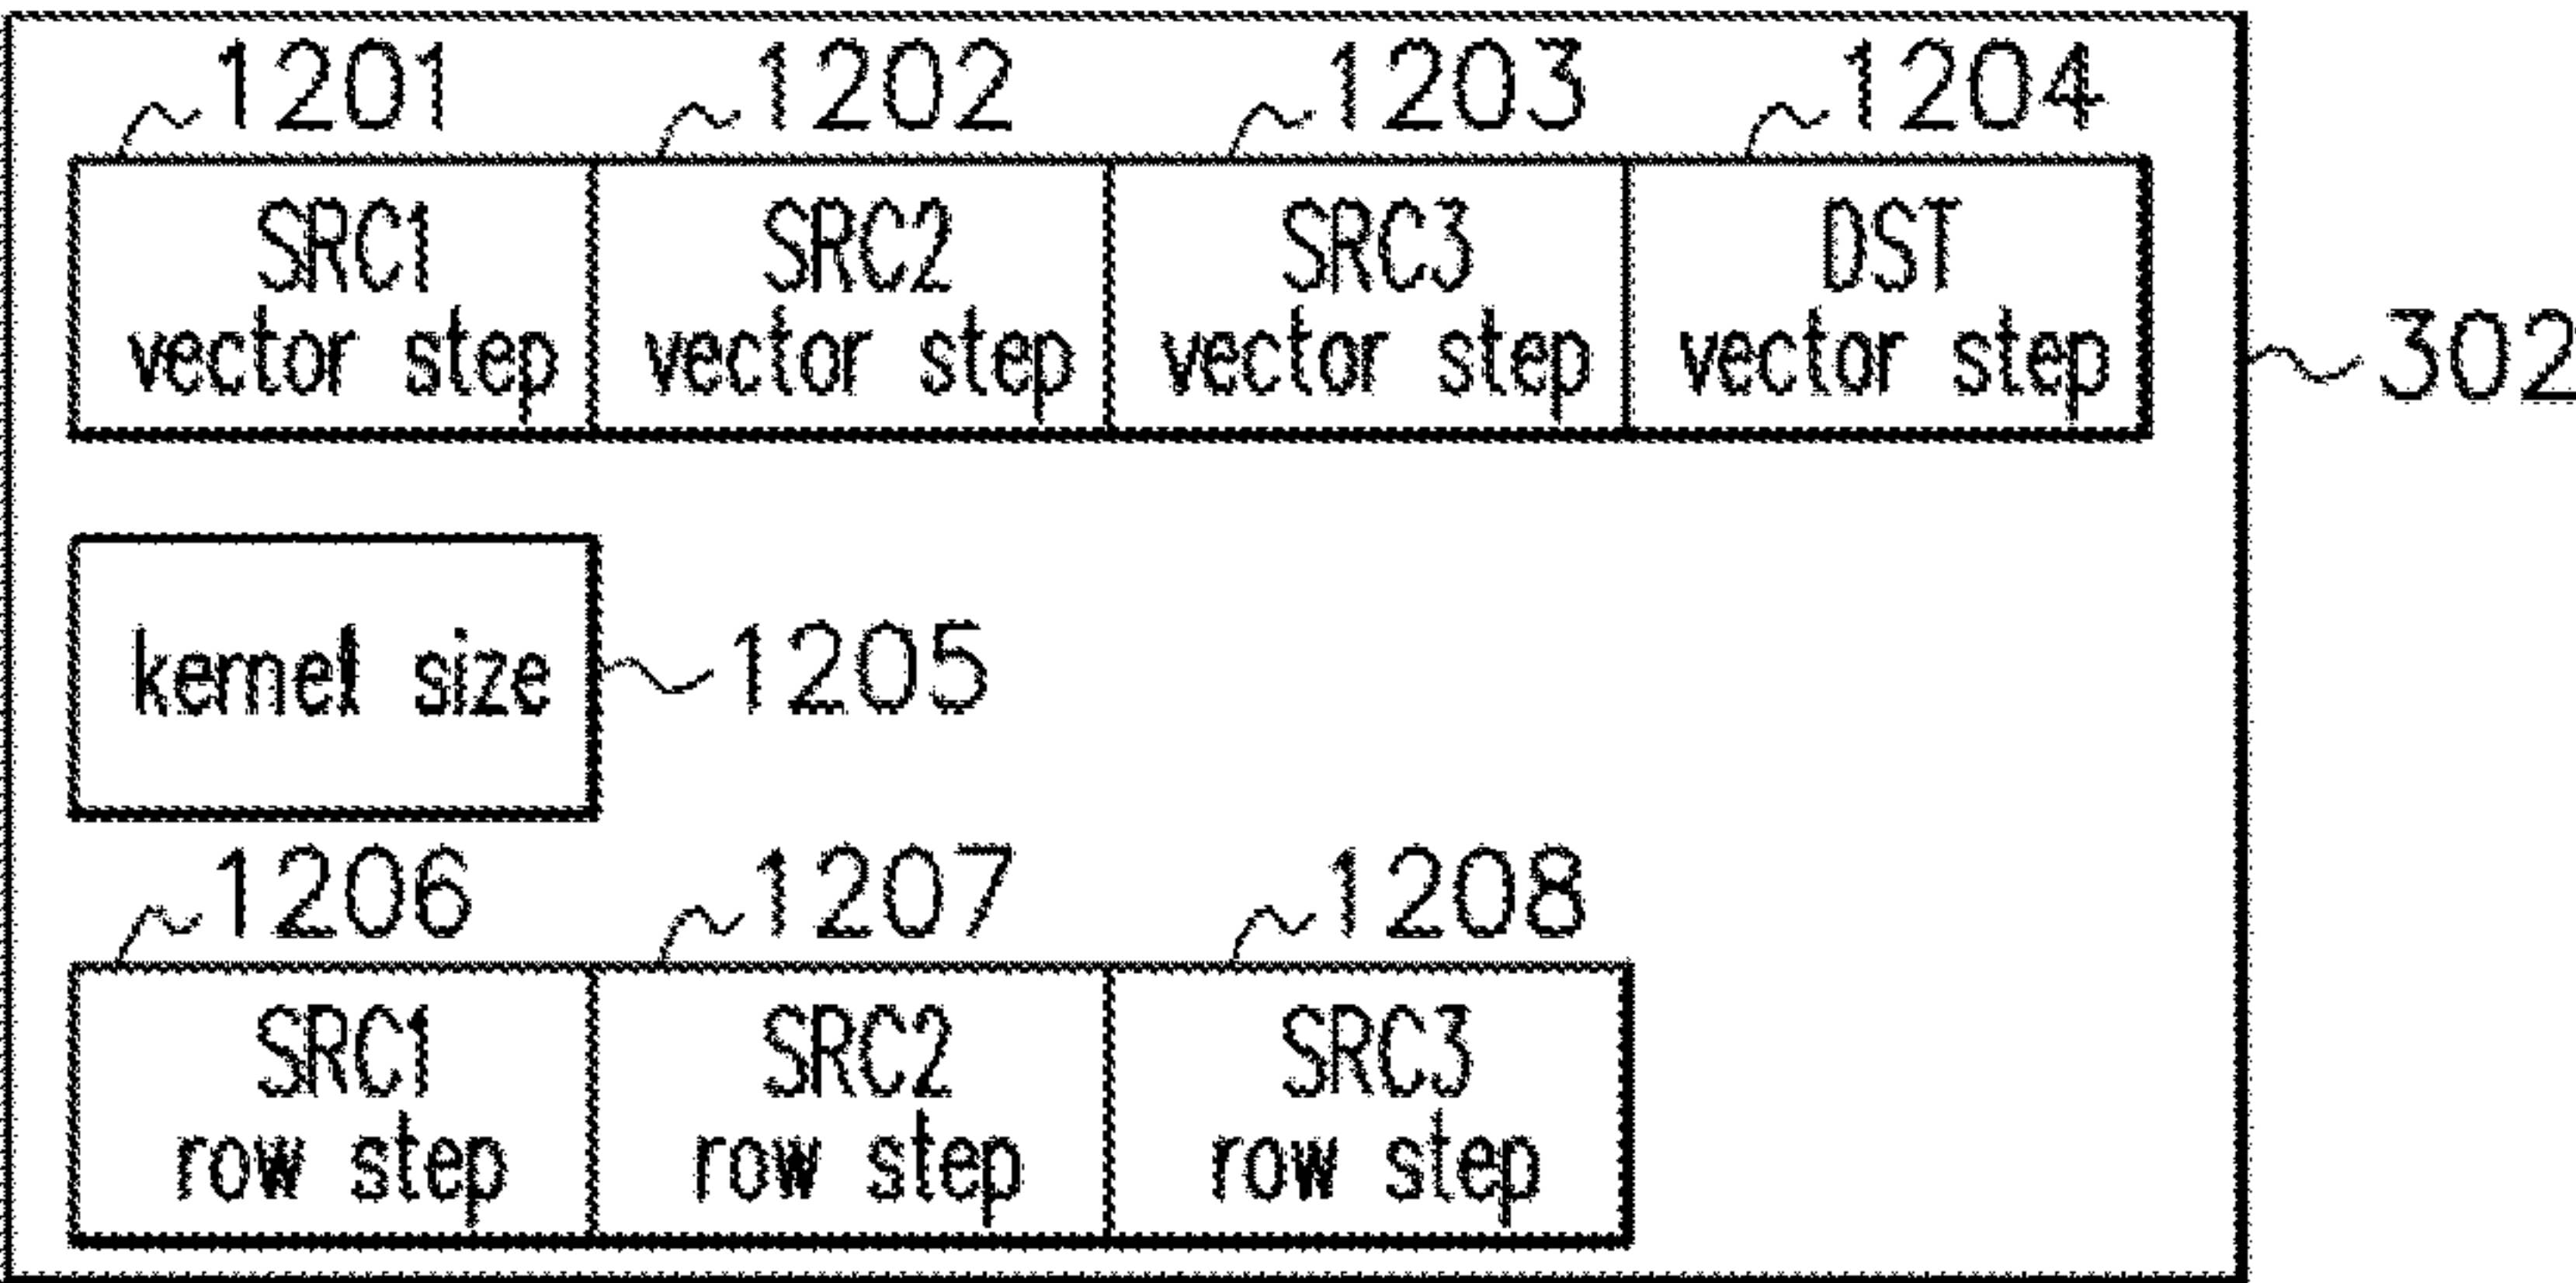 1201 1202 1203 1204
SRC1 SRC2 SRC3 DST
vector step vector step vector step vector step
302
kernel size 1205
1206 1207 1208
SRC1 SRC2 SRC3
row step row step row step